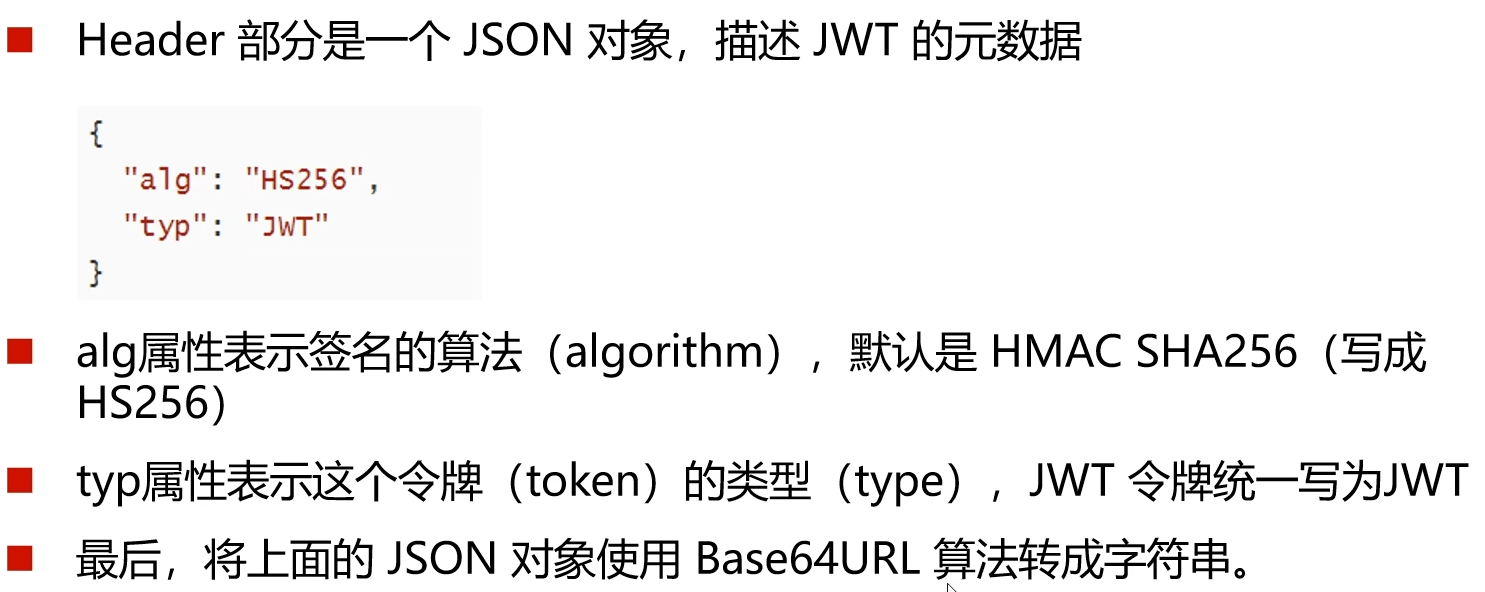 Header 部分是一个 JSON 对象，描述 JWT 的元数据
{
"alg": "HS256",
"typ": "JWT"
}
alg属性表示签名的算法（algorithm），默认是 HMAC SHA256（写成
HS256）
typ属性表示这个令牌（token）的类型（type），JWT 令牌统一写为JWT
最后，将上面的 JSON 对象使用 Base64URL 算法转成字符串。